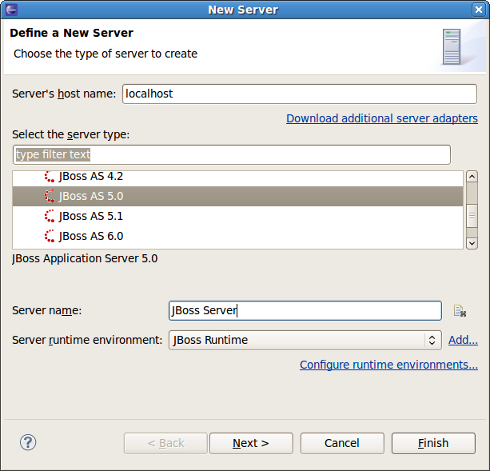 New Server
Define a New Server
Choose the type of server to create
Server's host name: localhost
Download additional server adapters
Select the server type:
type filter text
JBoss AS 4.2
JBoss AS 5.0
JBoss AS 5.1
JBoss AS 6.0
JBoss Application Server 5.0
Server name: JBoss Server
Server runtime environment: JBoss Runtime Add...
Configure runtime environments...
? < Back Next > Cancel Finish